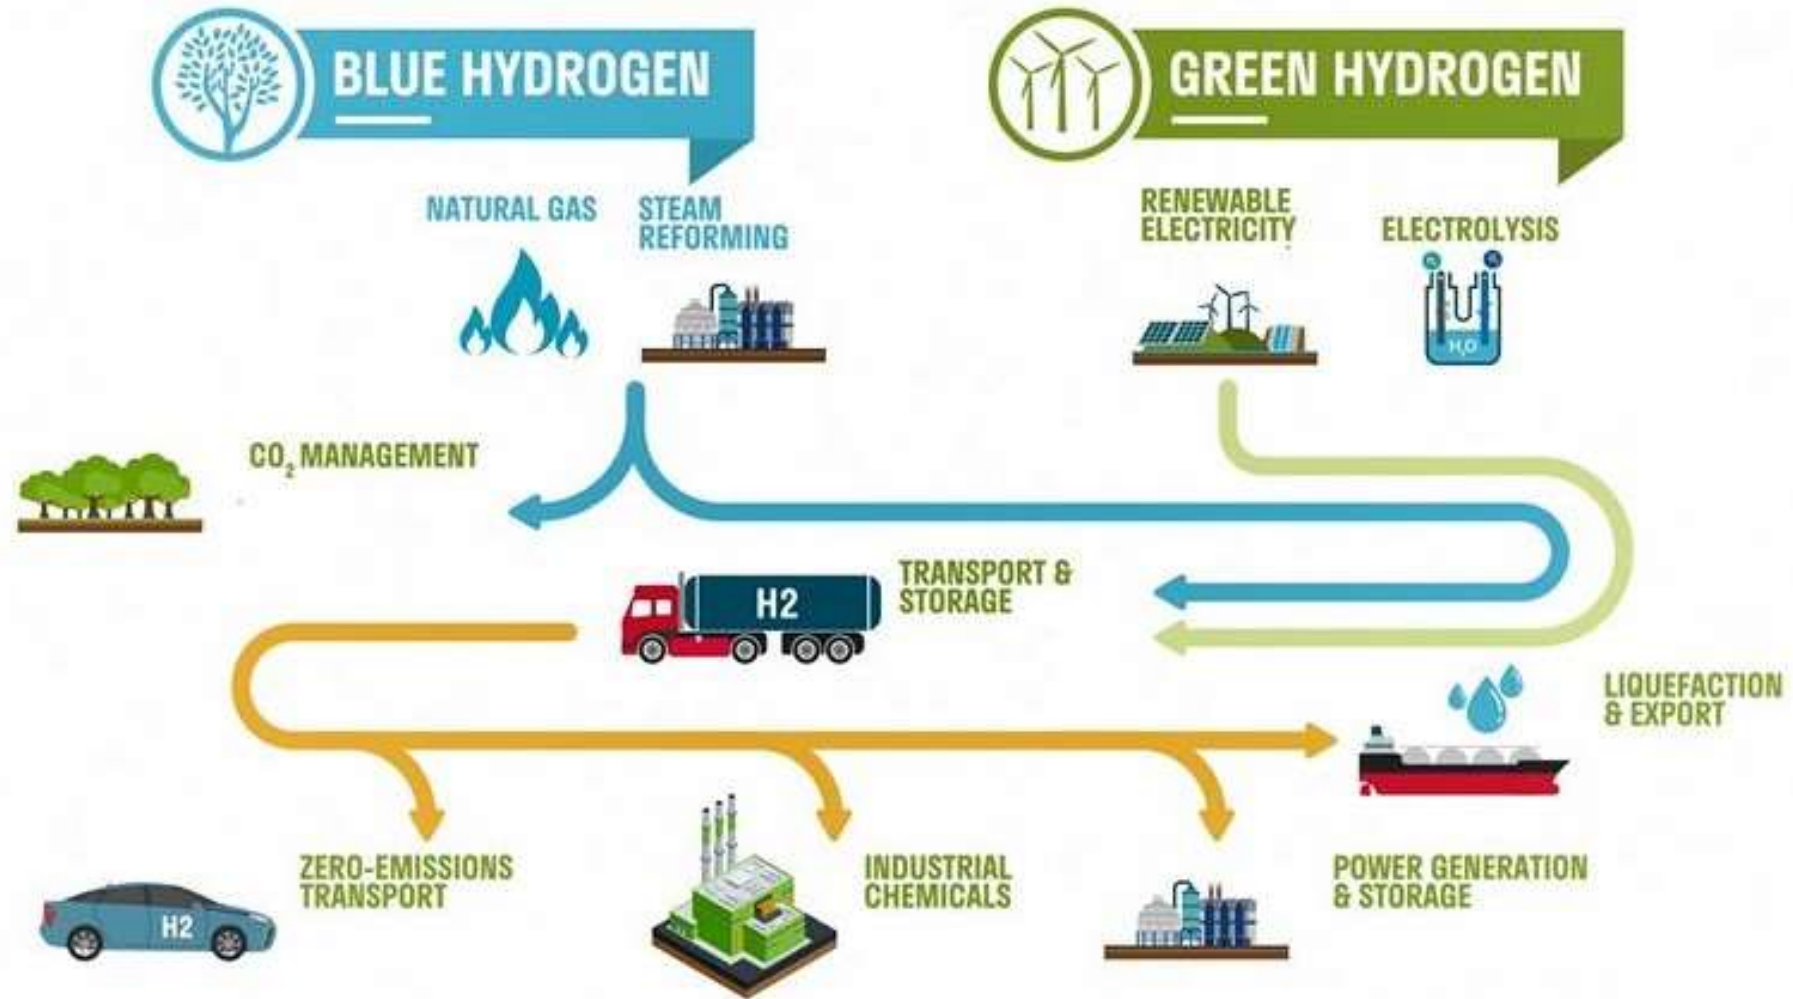 BLUE HYDROGEN
GREEN HYDROGEN
NATURAL GAS
STEAM
REFORMING
RENEWABLE
ELECTRICITY
ELECTROLYSIS
H₂O
CO₂ MANAGEMENT
H2
TRANSPORT &
STORAGE
LIQUEFACTION
& EXPORT
H2
ZERO-EMISSIONS
TRANSPORT
INDUSTRIAL
CHEMICALS
POWER GENERATION
& STORAGE